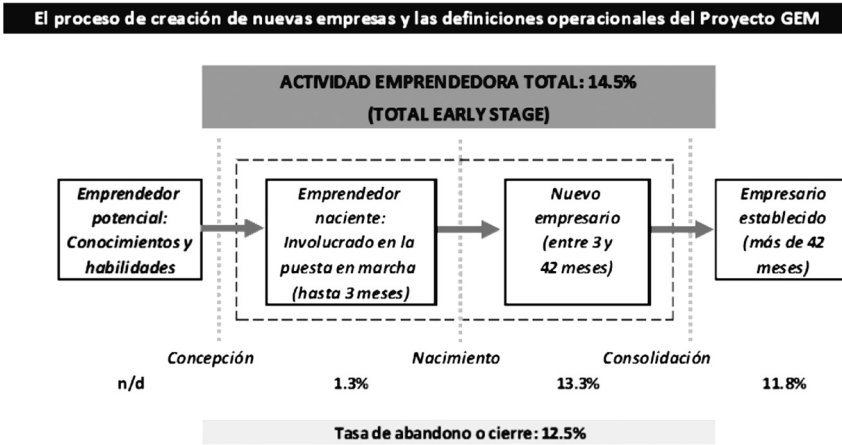 El proceso de creación de nuevas empresas y las definiciones operacionales del Proyecto GEM
ACTIVIDAD EMPRENDEDORA TOTAL: 14.5%
(TOTAL EARLY STAGE)
Emprendedor
potencial:
Conocimientos y
habilidades
Emprendedor
naciente:
Involucrado en la
puesta en marcha
(hasta 3 meses)
Nuevo
empresario
(entre 3 y
42 meses)
Empresario
establecido
(más de 42
meses)
Concepción
Nacimiento
Consolidación
n/d
1.3%
13.3%
11.8%
Tasa de abandono o cierre: 12.5%